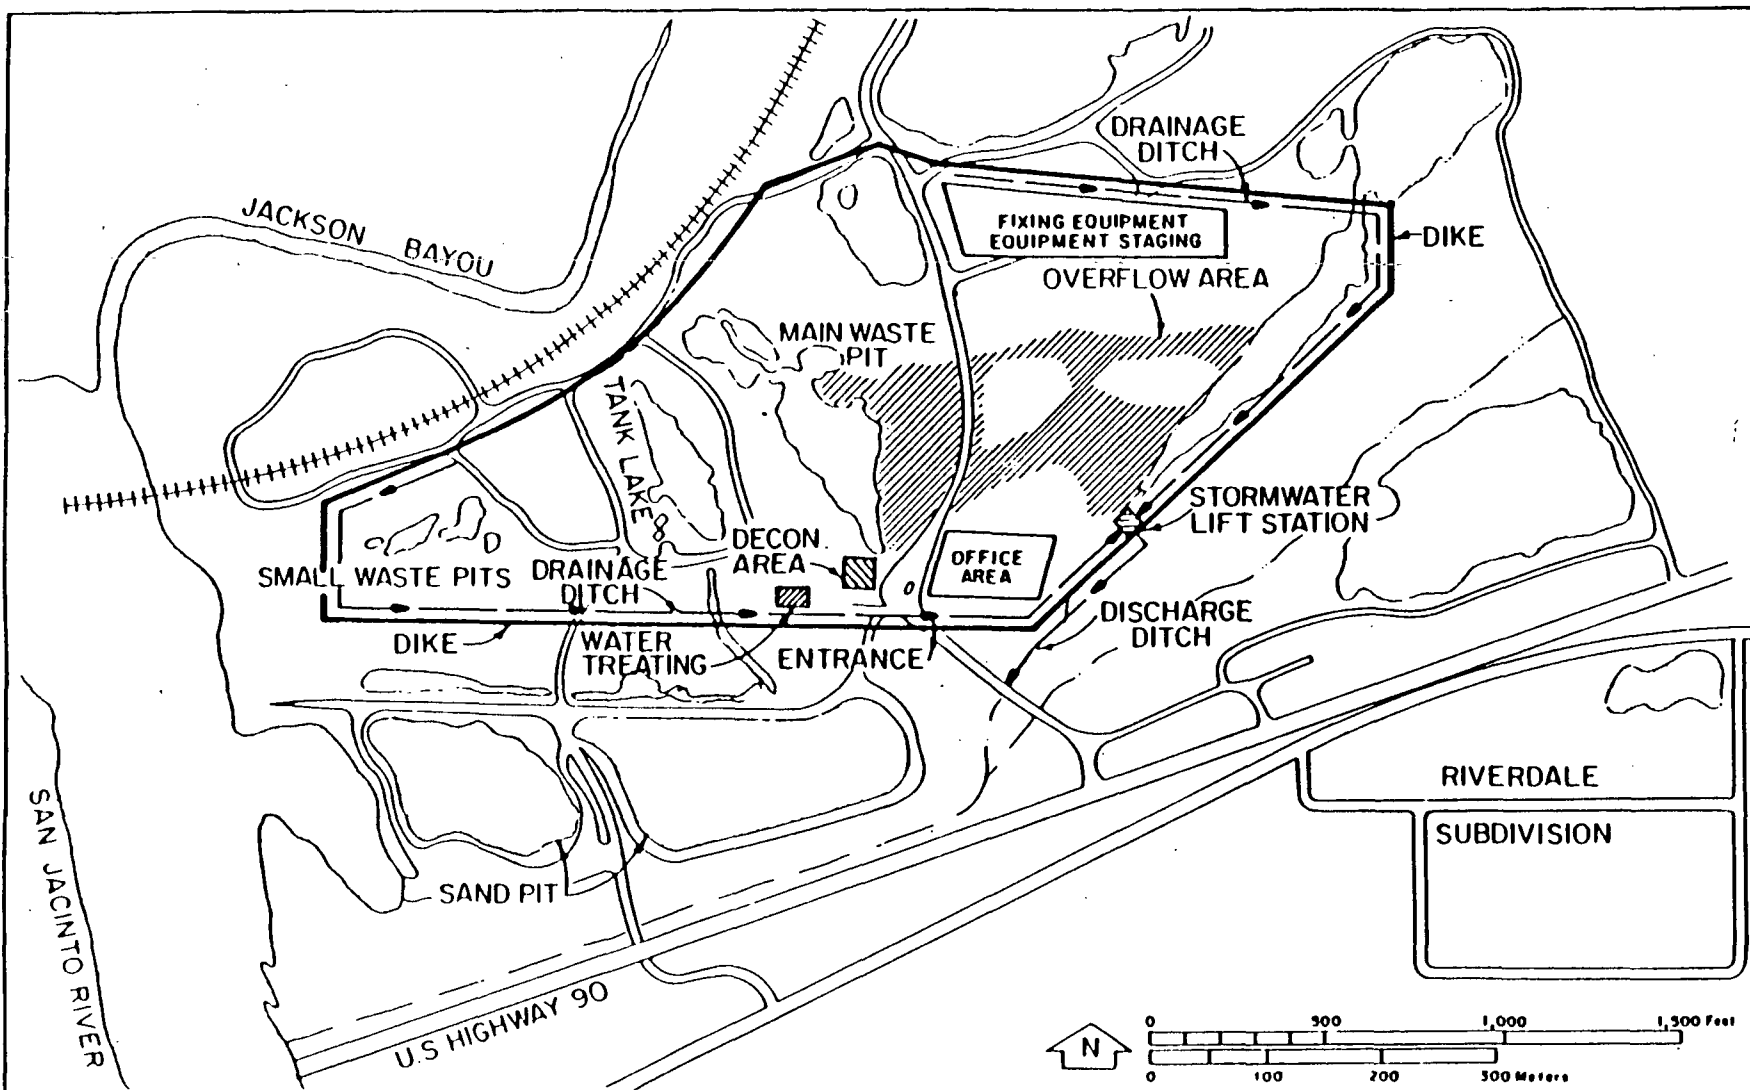 DRAINAGE
DITCH
JACKSON BAYOU
FIXING EQUIPMENT
EQUIPMENT STAGING
DIKE
OVERFLOW AREA
MAIN WASTE
PIT
TANK LAKE
STORMWATER
LIFT STATION
DECON
AREA
OFFICE
AREA
SMALL WASTE PITS
DRAINAGE
DITCH
DISCHARGE
DITCH
DIKE
WATER
TREATING
ENTRANCE
RIVERDALE
SUBDIVISION
SAN JACINTO RIVER
SAND PIT
U.S HIGHWAY 90
N
0 500 1,000 1,500 Feet
0 100 200 300 Meters